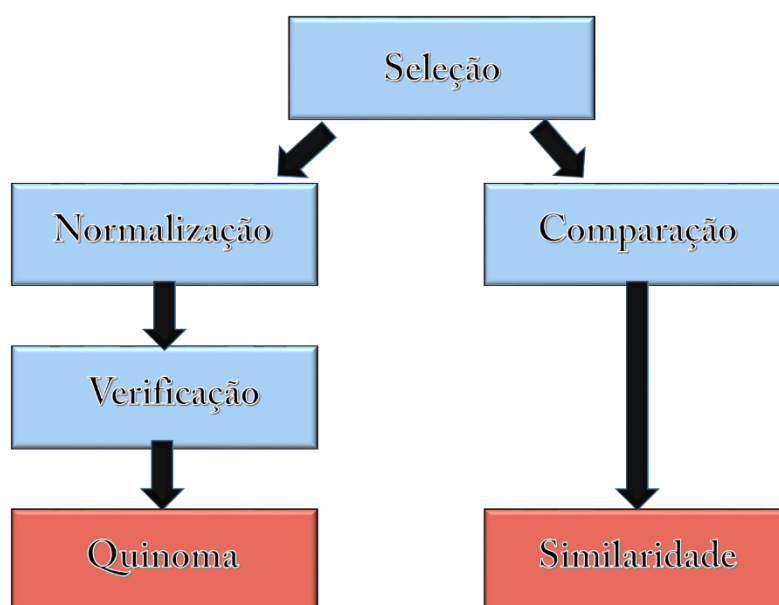 Seleção
Normalização
Comparação
Verificação
Quinoma
Similaridade